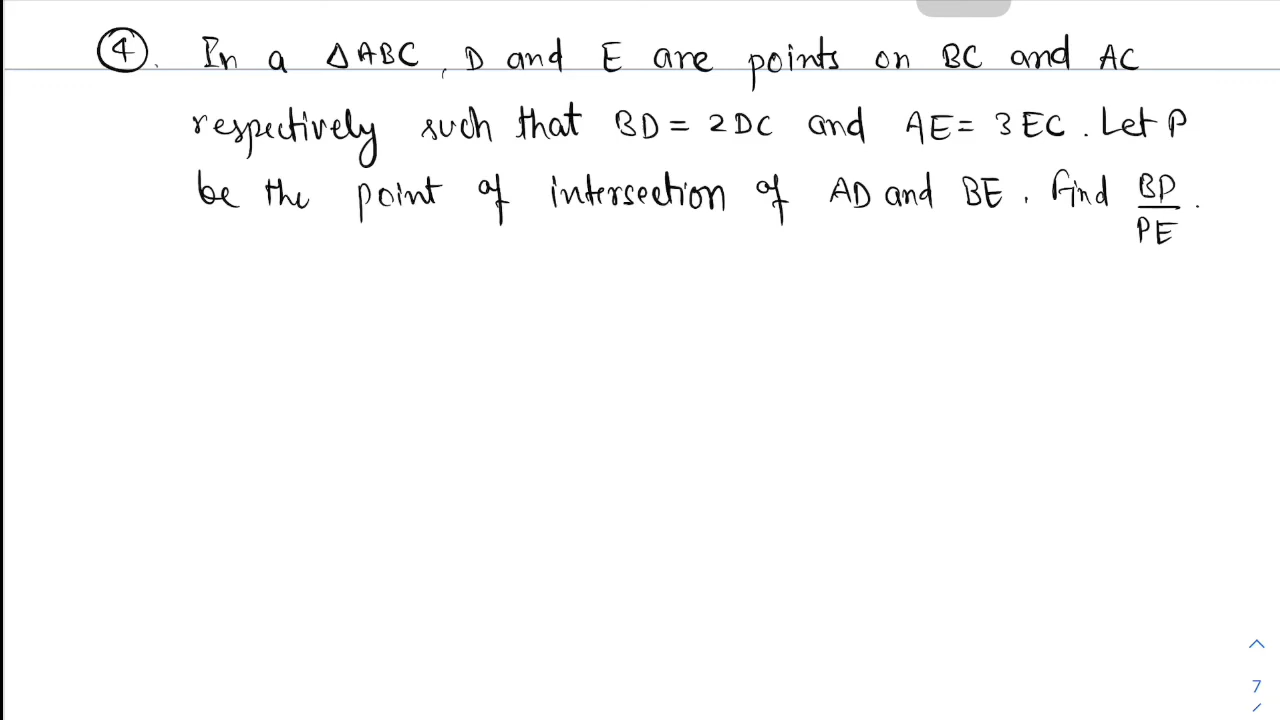 ④. In a △ABC, D and E are points on BC and AC
respectively such that BD = 2DC and AE = 3EC. Let P
be the point of intersection of AD and BE. Find BP/PE.
7